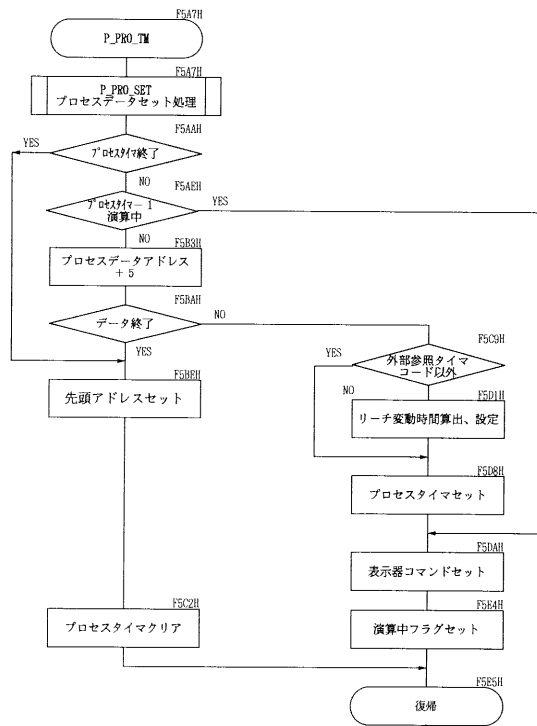 F5A7H
P_PRO_TM
F5A7H
P_PRO_SET
プロセスデータセット処理
F5AAH
YES
プロセスタイマ終了
NO
F5AEH
プロセスタイマー1
演算中
YES
NO
F5B3H
プロセスデータアドレス
+ 5
F5BAH
データ終了
NO
YES
F5C9H
外部参照タイマ
コード以外
YES
NO
F5BEH
先頭アドレスセット
F5D1H
リーチ変動時間算出、設定
F5D8H
プロセスタイマセット
F5DAH
表示器コマンドセット
F5C2H
プロセスタイマクリア
F5E4H
演算中フラグセット
F5E5H
復帰